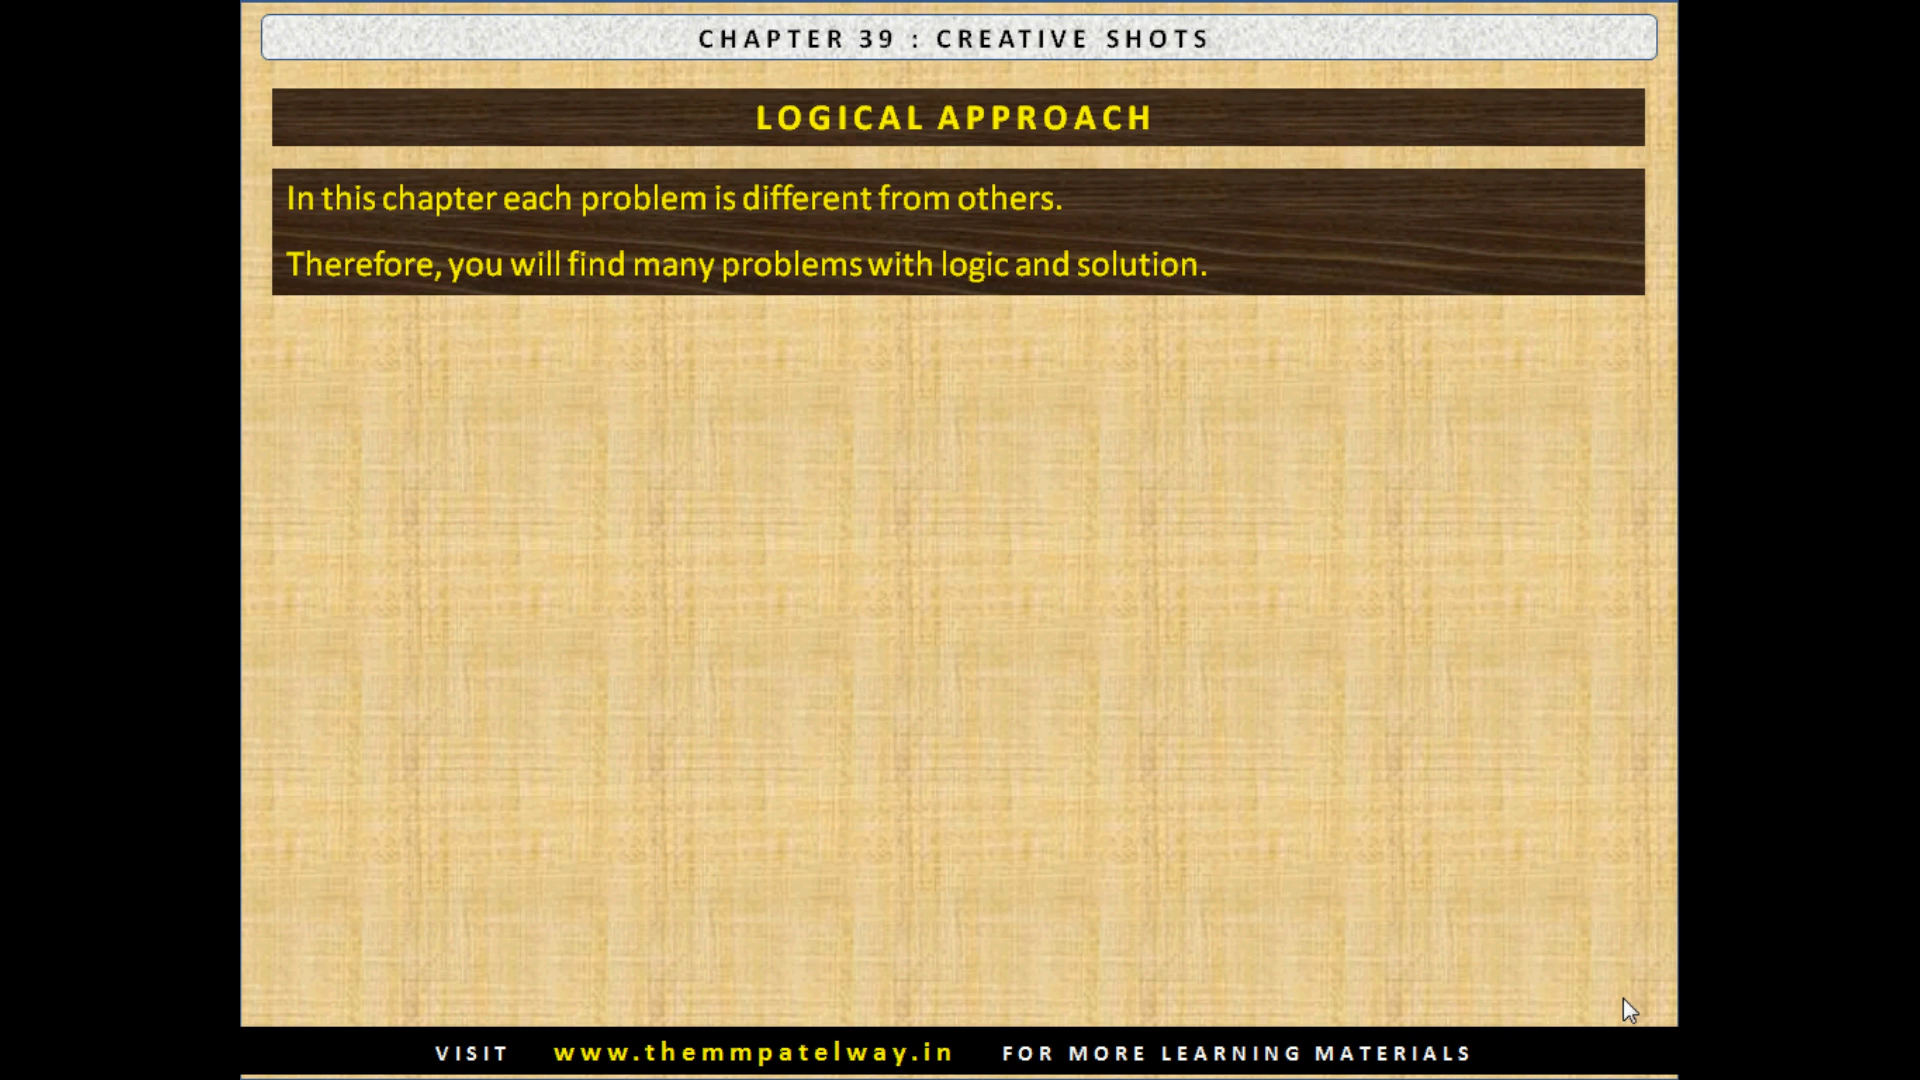 CHAPTER 39 : CREATIVE SHOTS
LOGICAL APPROACH
In this chapter each problem is different from others.
Therefore, you will find many problems with logic and solution.
VISIT www.themmpatelway.in FOR MORE LEARNING MATERIALS